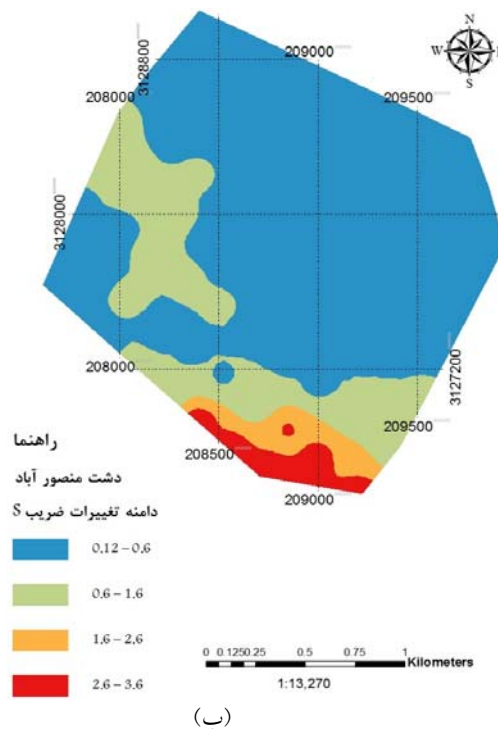 N
W
E
S
209000
3128800
208000
209500
3128000
208000
3127200
209500
208500
209000
راهنما
دشت منصور آباد
دامنه تغییرات ضریب S
0.12 – 0.6
0.6 – 1.6
1.6 – 2.6
2.6 – 3.6
0 0.1250.25 0.5 0.75 1
Kilometers
1:13,270
(ب)